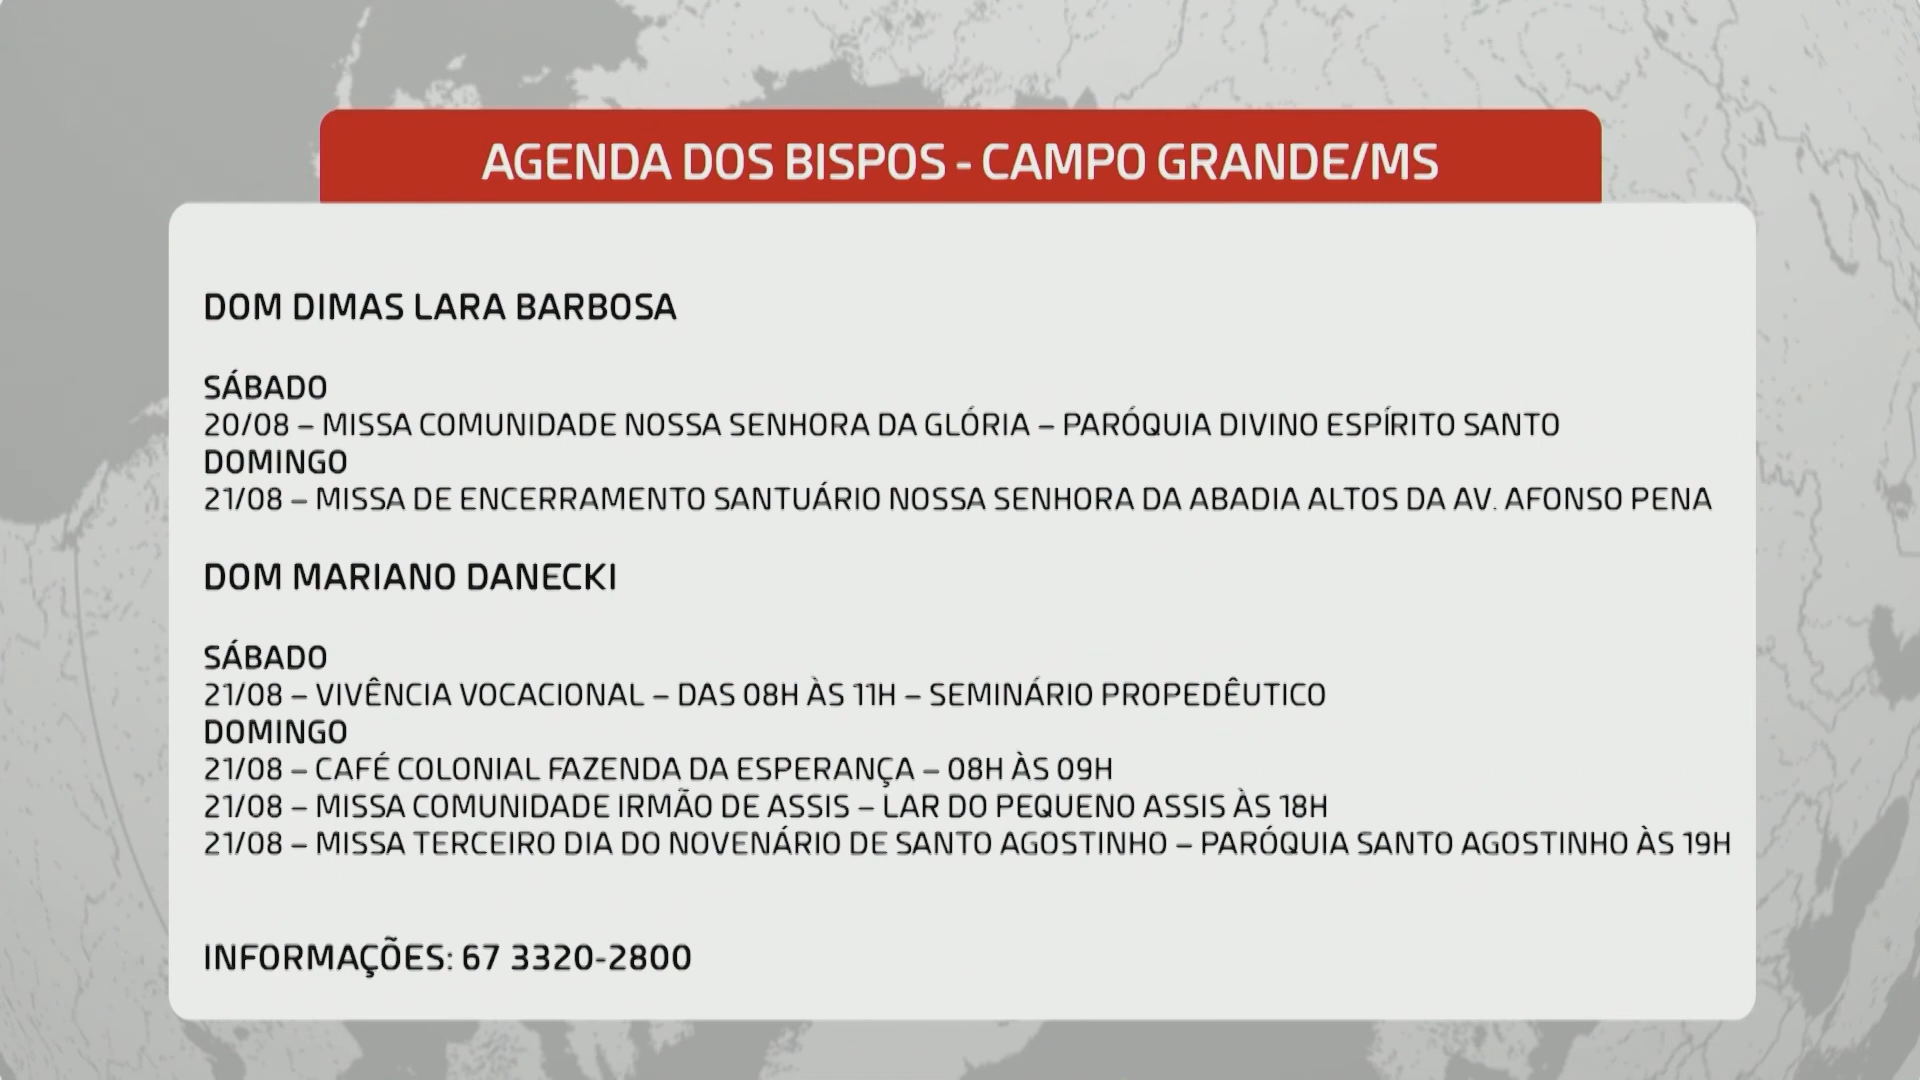 AGENDA DOS BISPOS - CAMPO GRANDE/MS
DOM DIMAS LARA BARBOSA
SÁBADO
20/08 – MISSA COMUNIDADE NOSSA SENHORA DA GLÓRIA – PARÓQUIA DIVINO ESPÍRITO SANTO
DOMINGO
21/08 – MISSA DE ENCERRAMENTO SANTUÁRIO NOSSA SENHORA DA ABADIA ALTOS DA AV. AFONSO PENA
DOM MARIANO DANECKI
SÁBADO
21/08 – VIVÊNCIA VOCACIONAL – DAS 08H ÀS 11H – SEMINÁRIO PROPEDÊUTICO
DOMINGO
21/08 – CAFÉ COLONIAL FAZENDA DA ESPERANÇA – 08H ÀS 09H
21/08 – MISSA COMUNIDADE IRMÃO DE ASSIS – LAR DO PEQUENO ASSIS ÀS 18H
21/08 – MISSA TERCEIRO DIA DO NOVENÁRIO DE SANTO AGOSTINHO – PARÓQUIA SANTO AGOSTINHO ÀS 19H
INFORMAÇÕES: 67 3320-2800